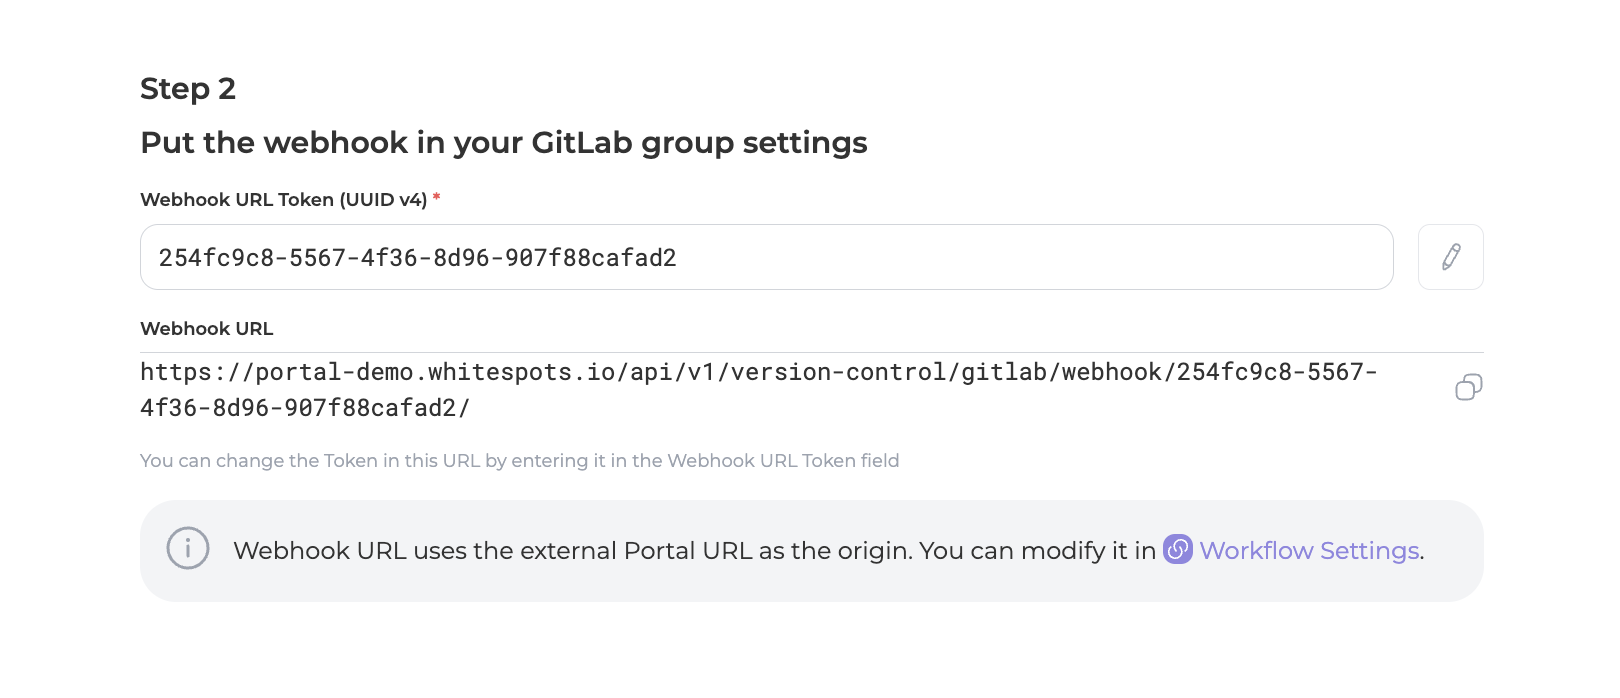 Step 2
Put the webhook in your GitLab group settings
Webhook URL Token (UUID v4) *
254fc9c8-5567-4f36-8d96-907f88cafad2
Webhook URL
https://portal-demo.whitespots.io/api/v1/version-control/gitlab/webhook/254fc9c8-5567-
4f36-8d96-907f88cafad2/
You can change the Token in this URL by entering it in the Webhook URL Token field
Webhook URL uses the external Portal URL as the origin. You can modify it in Workflow Settings.